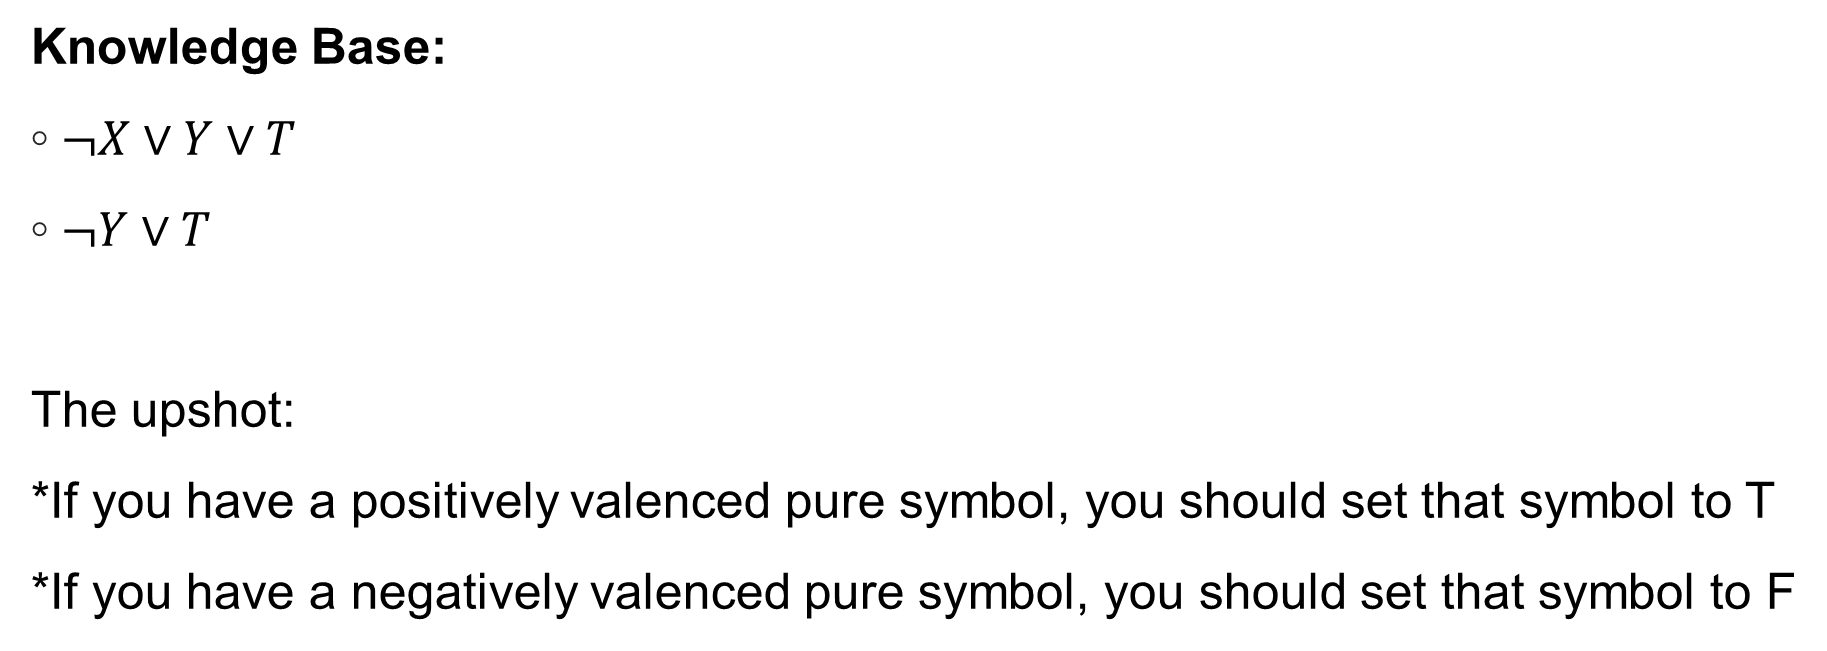 Knowledge Base:
◦ ¬X ∨ Y ∨ T
◦ ¬Y ∨ T
The upshot:
*If you have a positively valenced pure symbol, you should set that symbol to T
*If you have a negatively valenced pure symbol, you should set that symbol to F